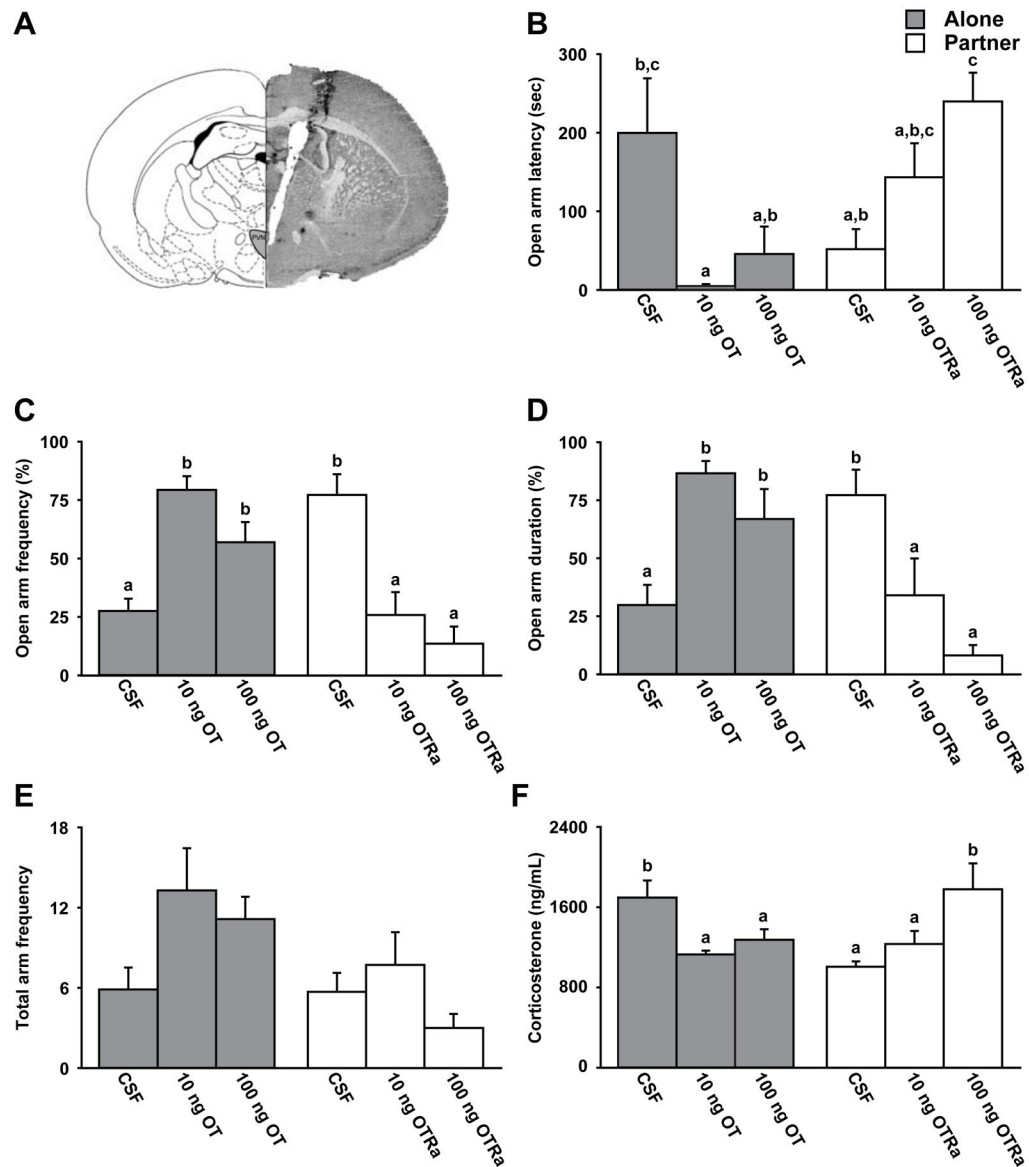 A
PVN
B
Alone
Partner
Open arm latency (sec)
300
200
100
0
b,c
a
a,b
a,b
a,b,c
c
CSF
10 ng OT
100 ng OT
CSF
10 ng OTRa
100 ng OTRa
C
Open arm frequency (%)
100
75
50
25
0
a
b
b
b
a
a
CSF
10 ng OT
100 ng OT
CSF
10 ng OTRa
100 ng OTRa
D
Open arm duration (%)
100
75
50
25
0
a
b
b
b
a
a
CSF
10 ng OT
100 ng OT
CSF
10 ng OTRa
100 ng OTRa
E
Total arm frequency
18
12
6
0
CSF
10 ng OT
100 ng OT
CSF
10 ng OTRa
100 ng OTRa
F
Corticosterone (ng/mL)
2400
1600
800
0
b
a
a
a
a
b
CSF
10 ng OT
100 ng OT
CSF
10 ng OTRa
100 ng OTRa